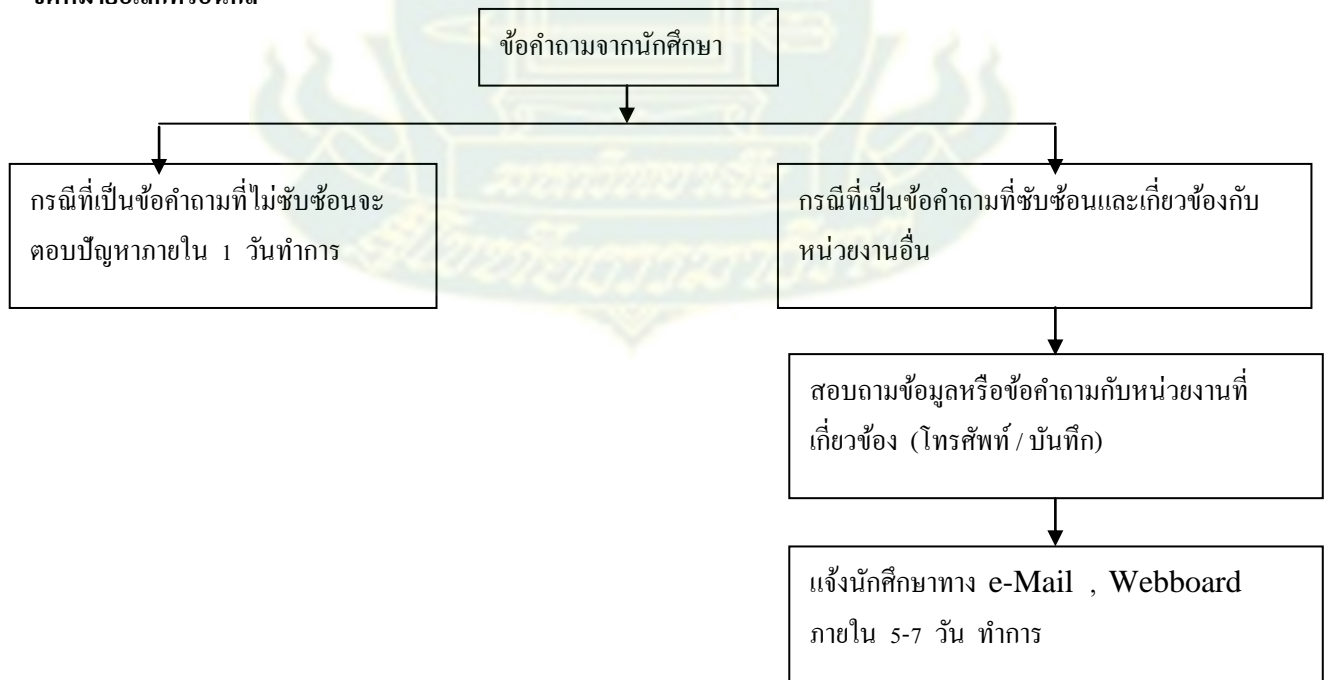 ข้อคำถามจากนักศึกษา
กรณีที่เป็นข้อคำถามที่ไม่ซับซ้อนจะ
ตอบปัญหาภายใน 1 วันทำการ
กรณีที่เป็นข้อคำถามที่ซับซ้อนและเกี่ยวข้องกับ
หน่วยงานอื่น
สอบถามข้อมูลหรือข้อคำถามกับหน่วยงานที่
เกี่ยวข้อง (โทรศัพท์ / บันทึก)
แจ้งนักศึกษาทาง e-Mail , Webboard
ภายใน 5-7 วัน ทำการ